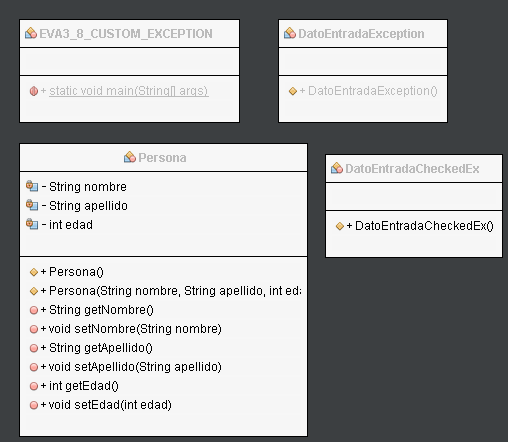 EVA3_8_CUSTOM_EXCEPTION
+ static void main(String[] args)
DatoEntradaException
+ DatoEntradaException()
Persona
- String nombre
- String apellido
- int edad
+ Persona()
+ Persona(String nombre, String apellido, int eda
+ String getNombre()
+ void setNombre(String nombre)
+ String getApellido()
+ void setApellido(String apellido)
+ int getEdad()
+ void setEdad(int edad)
DatoEntradaCheckedEx
+ DatoEntradaCheckedEx()